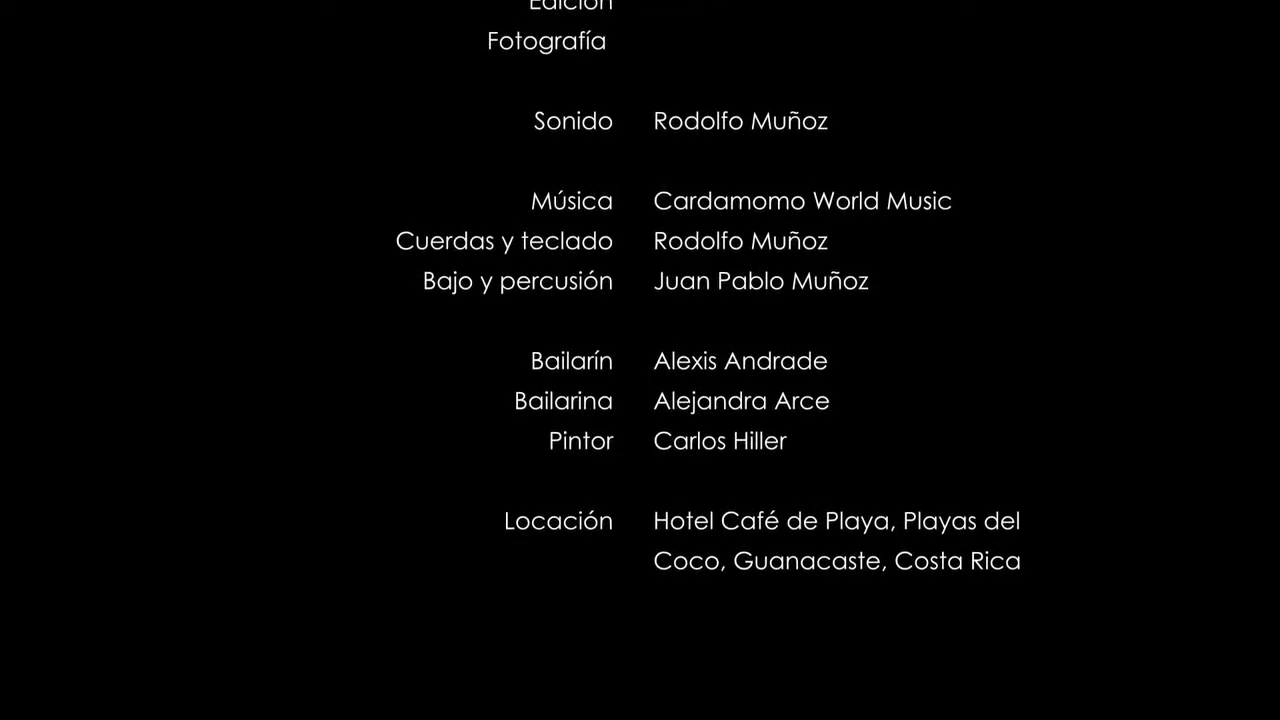 Edición
Fotografía
Sonido Rodolfo Muñoz
Música Cardamomo World Music
Cuerdas y teclado Rodolfo Muñoz
Bajo y percusión Juan Pablo Muñoz
Bailarín Alexis Andrade
Bailarina Alejandra Arce
Pintor Carlos Hiller
Locación Hotel Café de Playa, Playas del
Coco, Guanacaste, Costa Rica